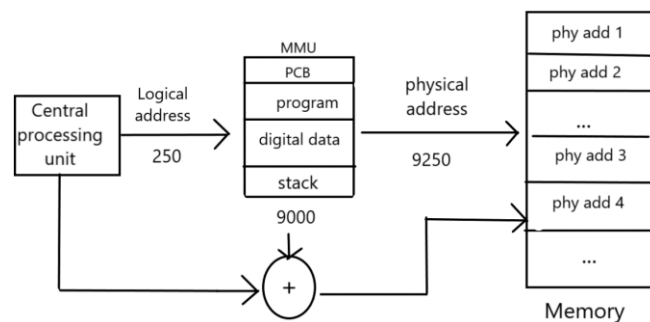 Central
processing
unit
Logical
address
250
MMU
PCB
program
digital data
stack
9000
+
physical
address
9250
phy add 1
phy add 2
...
phy add 3
phy add 4
...
Memory